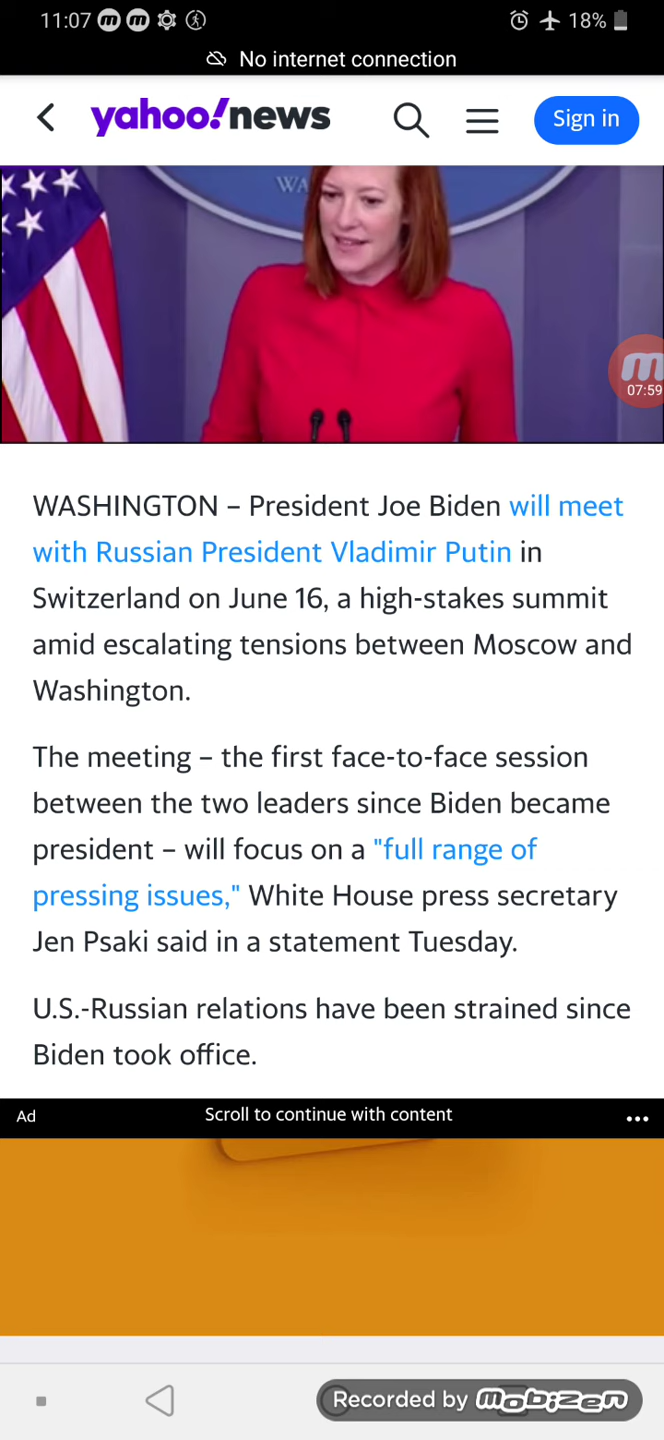 11:07
18%
No internet connection
yahoo!news
Sign in
WA
07:59
WASHINGTON – President Joe Biden will meet
with Russian President Vladimir Putin in
Switzerland on June 16, a high-stakes summit
amid escalating tensions between Moscow and
Washington.
The meeting – the first face-to-face session
between the two leaders since Biden became
president – will focus on a "full range of
pressing issues," White House press secretary
Jen Psaki said in a statement Tuesday.
U.S.-Russian relations have been strained since
Biden took office.
Ad
Scroll to continue with content
Recorded by mobizen